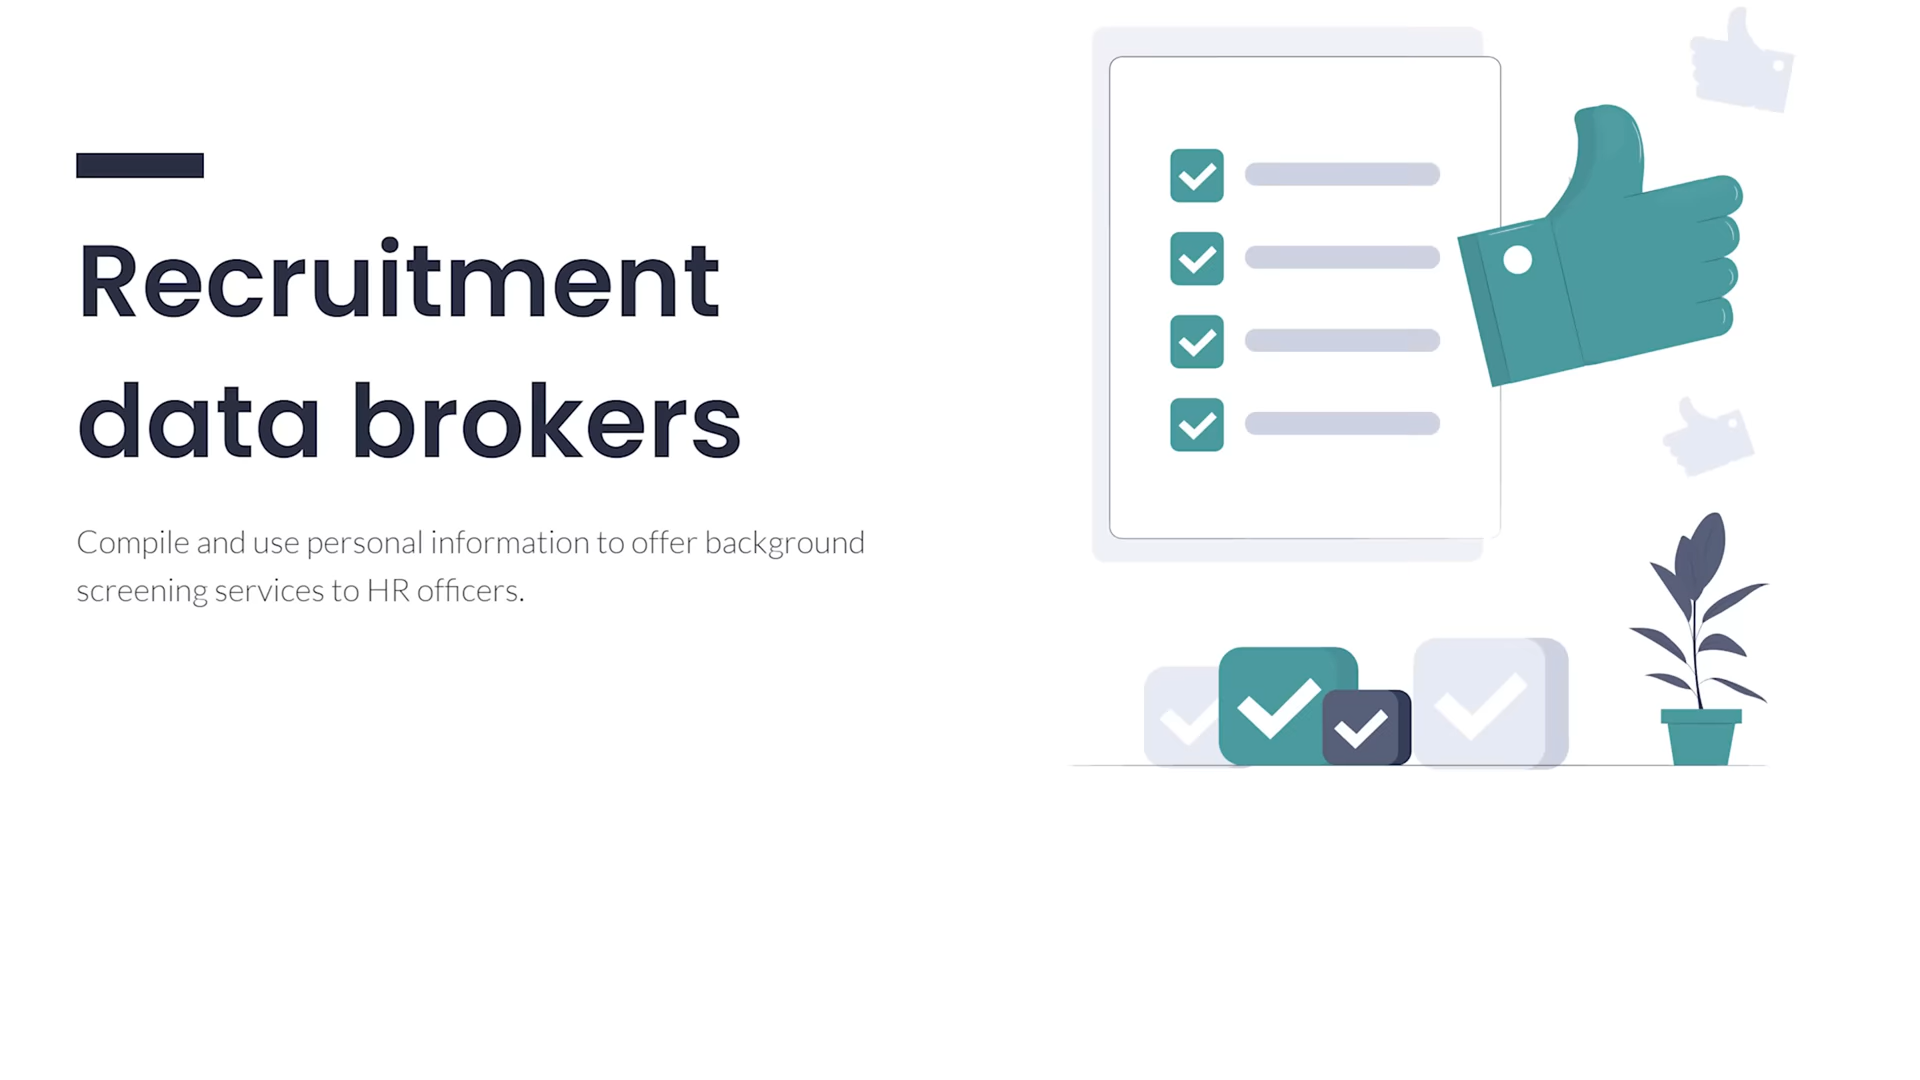 Recruitment
data brokers
Compile and use personal information to offer background
screening services to HR officers.